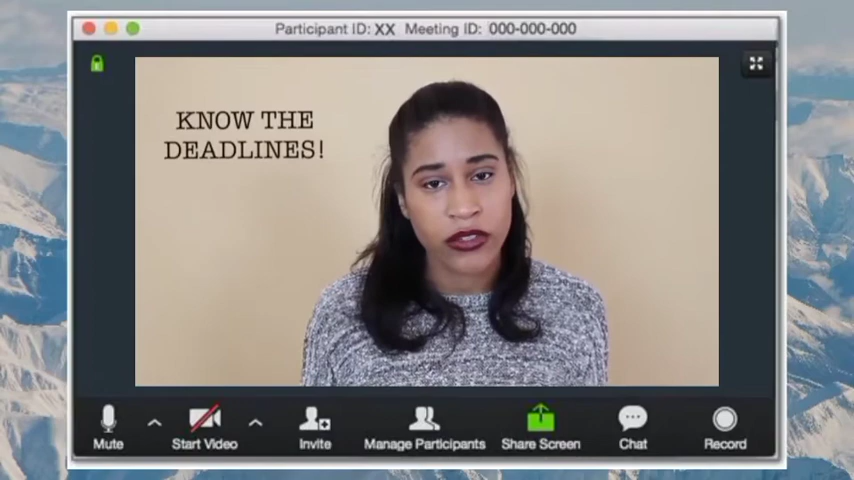 Participant ID: XX Meeting ID: 000-000-000
KNOW THE
DEADLINES!
Mute
Start Video
Invite
Manage Participants
Share Screen
Chat
Record